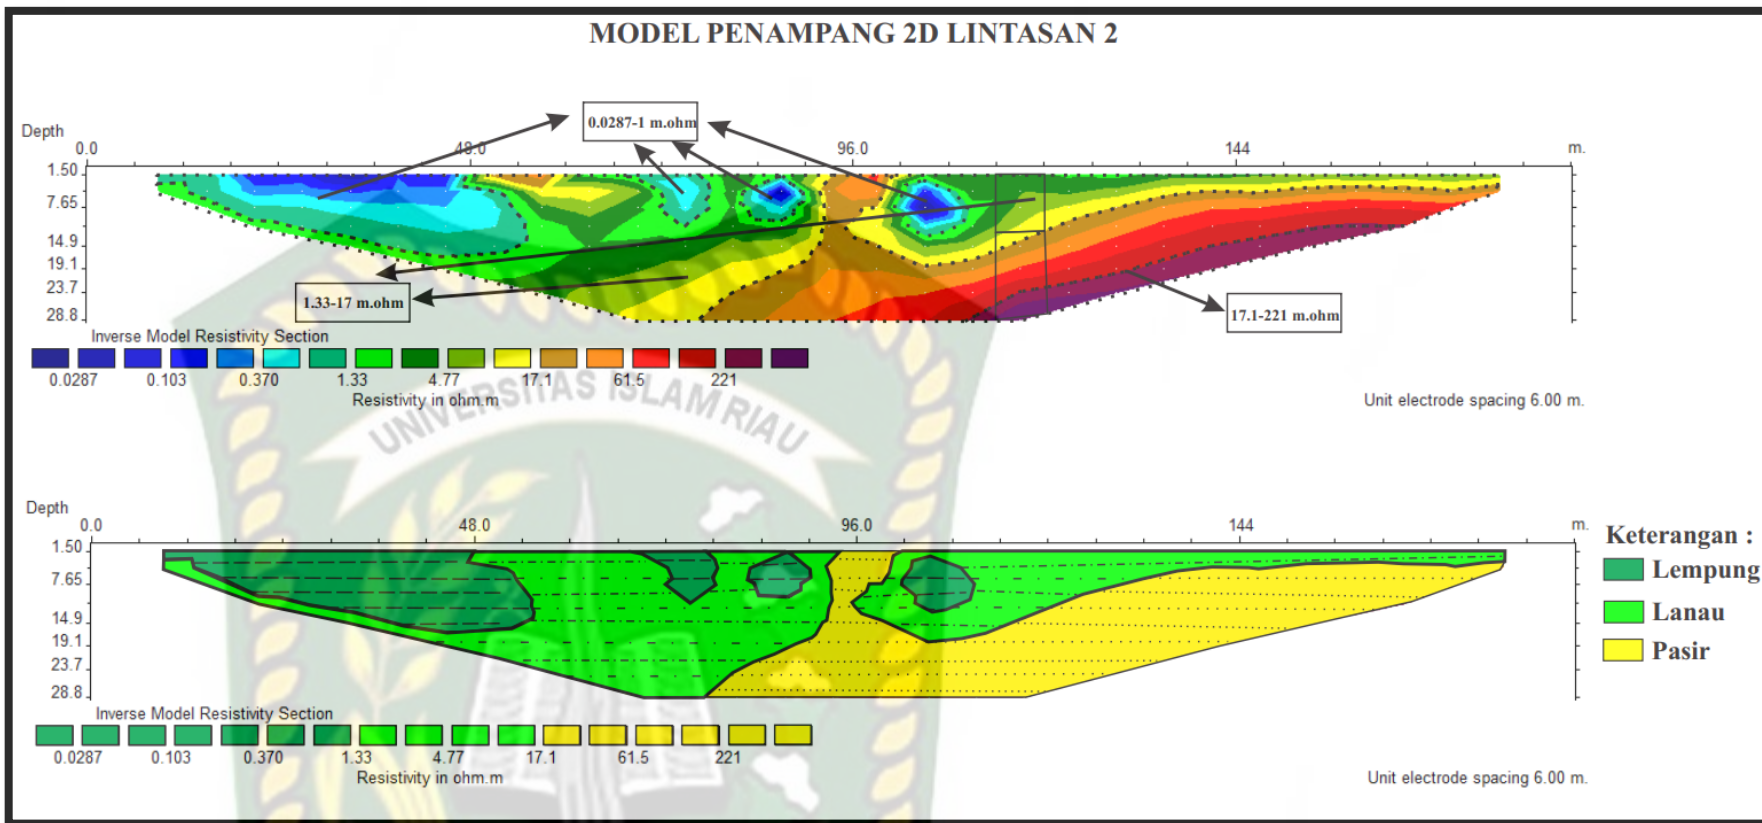 MODEL PENAMPANG 2D LINTASAN 2
0.0287-1 m.ohm
Depth
0.0 48.0 96.0 144 m.
1.50
7.65
14.9
19.1
23.7
28.8
1.33-17 m.ohm
17.1-221 m.ohm
Inverse Model Resistivity Section
0.0287 0.103 0.370 1.33 4.77 17.1 61.5 221
Resistivity in ohm.m
Unit electrode spacing 6.00 m.
UNIVERSITAS ISLAM RIAU
Depth
0.0 48.0 96.0 144 m.
1.50
7.65
14.9
19.1
23.7
28.8
Keterangan :
Lempung
Lanau
Pasir
Inverse Model Resistivity Section
0.0287 0.103 0.370 1.33 4.77 17.1 61.5 221
Resistivity in ohm.m
Unit electrode spacing 6.00 m.